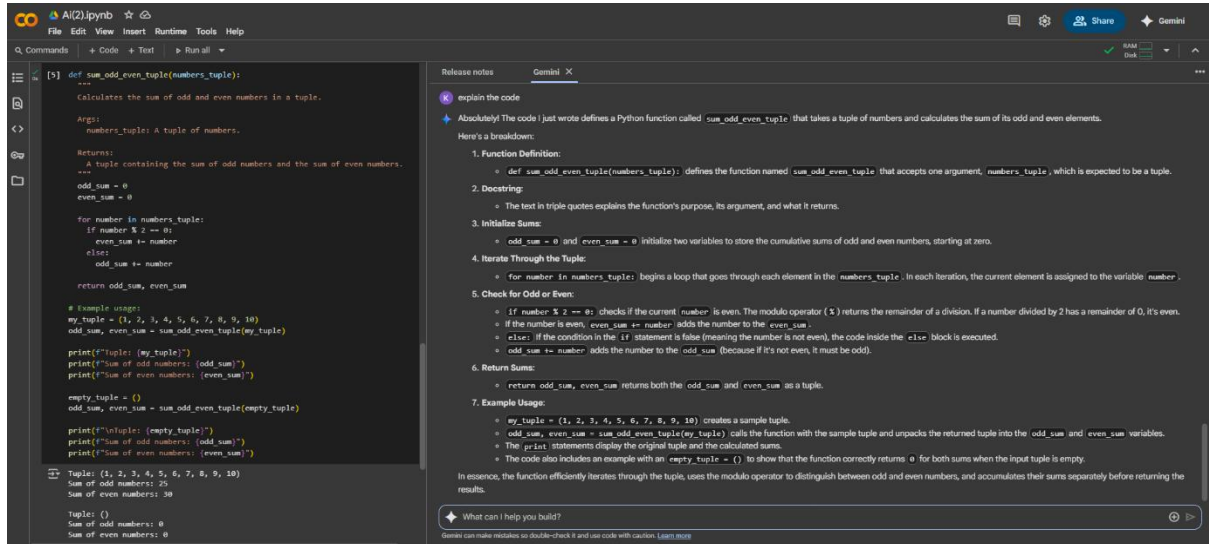 CO AI(2).ipynb
File Edit View Insert Runtime Tools Help
Share Gemini
Commands + Code + Text Run all
RAM
Disk
[5] def sum_odd_even_tuple(numbers_tuple):
"""
Calculates the sum of odd and even numbers in a tuple.
Args:
numbers_tuple: A tuple of numbers.
Returns:
A tuple containing the sum of odd numbers and the sum of even numbers.
"""
odd_sum = 0
even_sum = 0
for number in numbers_tuple:
if number % 2 == 0:
even_sum += number
else:
odd_sum += number
return odd_sum, even_sum
# Example usage:
my_tuple = (1, 2, 3, 4, 5, 6, 7, 8, 9, 10)
odd_sum, even_sum = sum_odd_even_tuple(my_tuple)
print(f"Tuple: {my_tuple}")
print(f"Sum of odd numbers: {odd_sum}")
print(f"Sum of even numbers: {even_sum}")
empty_tuple = ()
odd_sum, even_sum = sum_odd_even_tuple(empty_tuple)
print(f"\nTuple: {empty_tuple}")
print(f"Sum of odd numbers: {odd_sum}")
print(f"Sum of even numbers: {even_sum}")
Tuple: (1, 2, 3, 4, 5, 6, 7, 8, 9, 10)
Sum of odd numbers: 25
Sum of even numbers: 30
Tuple: ()
Sum of odd numbers: 0
Sum of even numbers: 0
Release notes Gemini X
K explain the code
Absolutely! The code I just wrote defines a Python function called sum_odd_even_tuple that takes a tuple of numbers and calculates the sum of its odd and even elements.
Here's a breakdown:
1. Function Definition:
def sum_odd_even_tuple(numbers_tuple): defines the function named sum_odd_even_tuple that accepts one argument, numbers_tuple, which is expected to be a tuple.
2. Docstring:
The text in triple quotes explains the function's purpose, its argument, and what it returns.
3. Initialize Sums:
odd_sum = 0 and even_sum = 0 initialize two variables to store the cumulative sums of odd and even numbers, starting at zero.
4. Iterate Through the Tuple:
for number in numbers_tuple: begins a loop that goes through each element in the numbers_tuple. In each iteration, the current element is assigned to the variable number.
5. Check for Odd or Even:
if number % 2 == 0: checks if the current number is even. The modulo operator (%) returns the remainder of a division. If a number divided by 2 has a remainder of 0, it's even.
If the number is even, even_sum += number adds the number to the even_sum.
else: If the condition in the if statement is false (meaning the number is not even), the code inside the else block is executed.
odd_sum += number adds the number to the odd_sum (because if it's not even, it must be odd).
6. Return Sums:
return odd_sum, even_sum returns both the odd_sum and even_sum as a tuple.
7. Example Usage:
my_tuple = (1, 2, 3, 4, 5, 6, 7, 8, 9, 10) creates a sample tuple.
odd_sum, even_sum = sum_odd_even_tuple(my_tuple) calls the function with the sample tuple and unpacks the returned tuple into the odd_sum and even_sum variables.
The print statements display the original tuple and the calculated sums.
The code also includes an example with an empty_tuple = () to show that the function correctly returns 0 for both sums when the input tuple is empty.
In essence, the function efficiently iterates through the tuple, uses the modulo operator to distinguish between odd and even numbers, and accumulates their sums separately before returning the
results.
What can I help you build?
Gemini can make mistakes so double-check it and use code with caution. Learn more